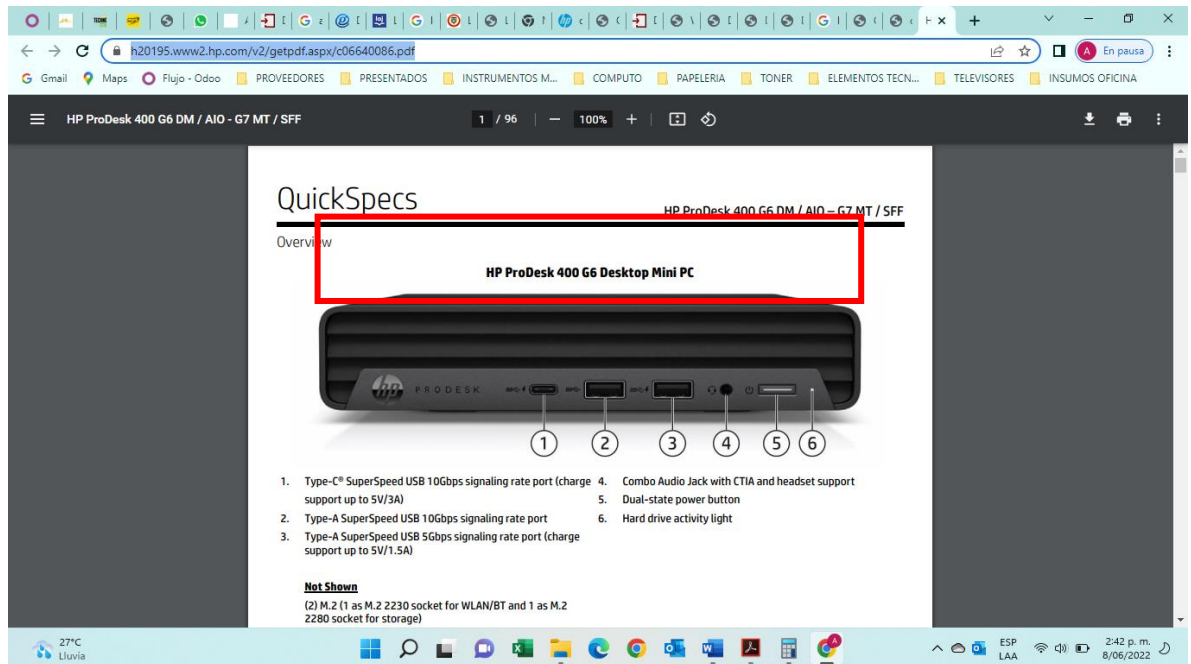 h20195.www2.hp.com/v2/getpdf.aspx/c06640086.pdf
En pausa
Gmail
Maps
Flujo - Odoo
PROVEEDORES
PRESENTADOS
INSTRUMENTOS M...
COMPUTO
PAPELERIA
TONER
ELEMENTOS TECN...
TELEVISORES
INSUMOS OFICINA
HP ProDesk 400 G6 DM / AIO - G7 MT / SFF
1 / 96
100%
QuickSpecs
HP ProDesk 400 G6 DM / AIO – G7 MT / SFF
Overview
HP ProDesk 400 G6 Desktop Mini PC
hp PRODESK
1 2 3 4 5 6
1. Type-C® SuperSpeed USB 10Gbps signaling rate port (charge
support up to 5V/3A)
2. Type-A SuperSpeed USB 10Gbps signaling rate port
3. Type-A SuperSpeed USB 5Gbps signaling rate port (charge
support up to 5V/1.5A)
4. Combo Audio Jack with CTIA and headset support
5. Dual-state power button
6. Hard drive activity light
Not Shown
(2) M.2 (1 as M.2 2230 socket for WLAN/BT and 1 as M.2
2280 socket for storage)
27°C
Lluvia
ESP
LAA
2:42 p. m.
8/06/2022